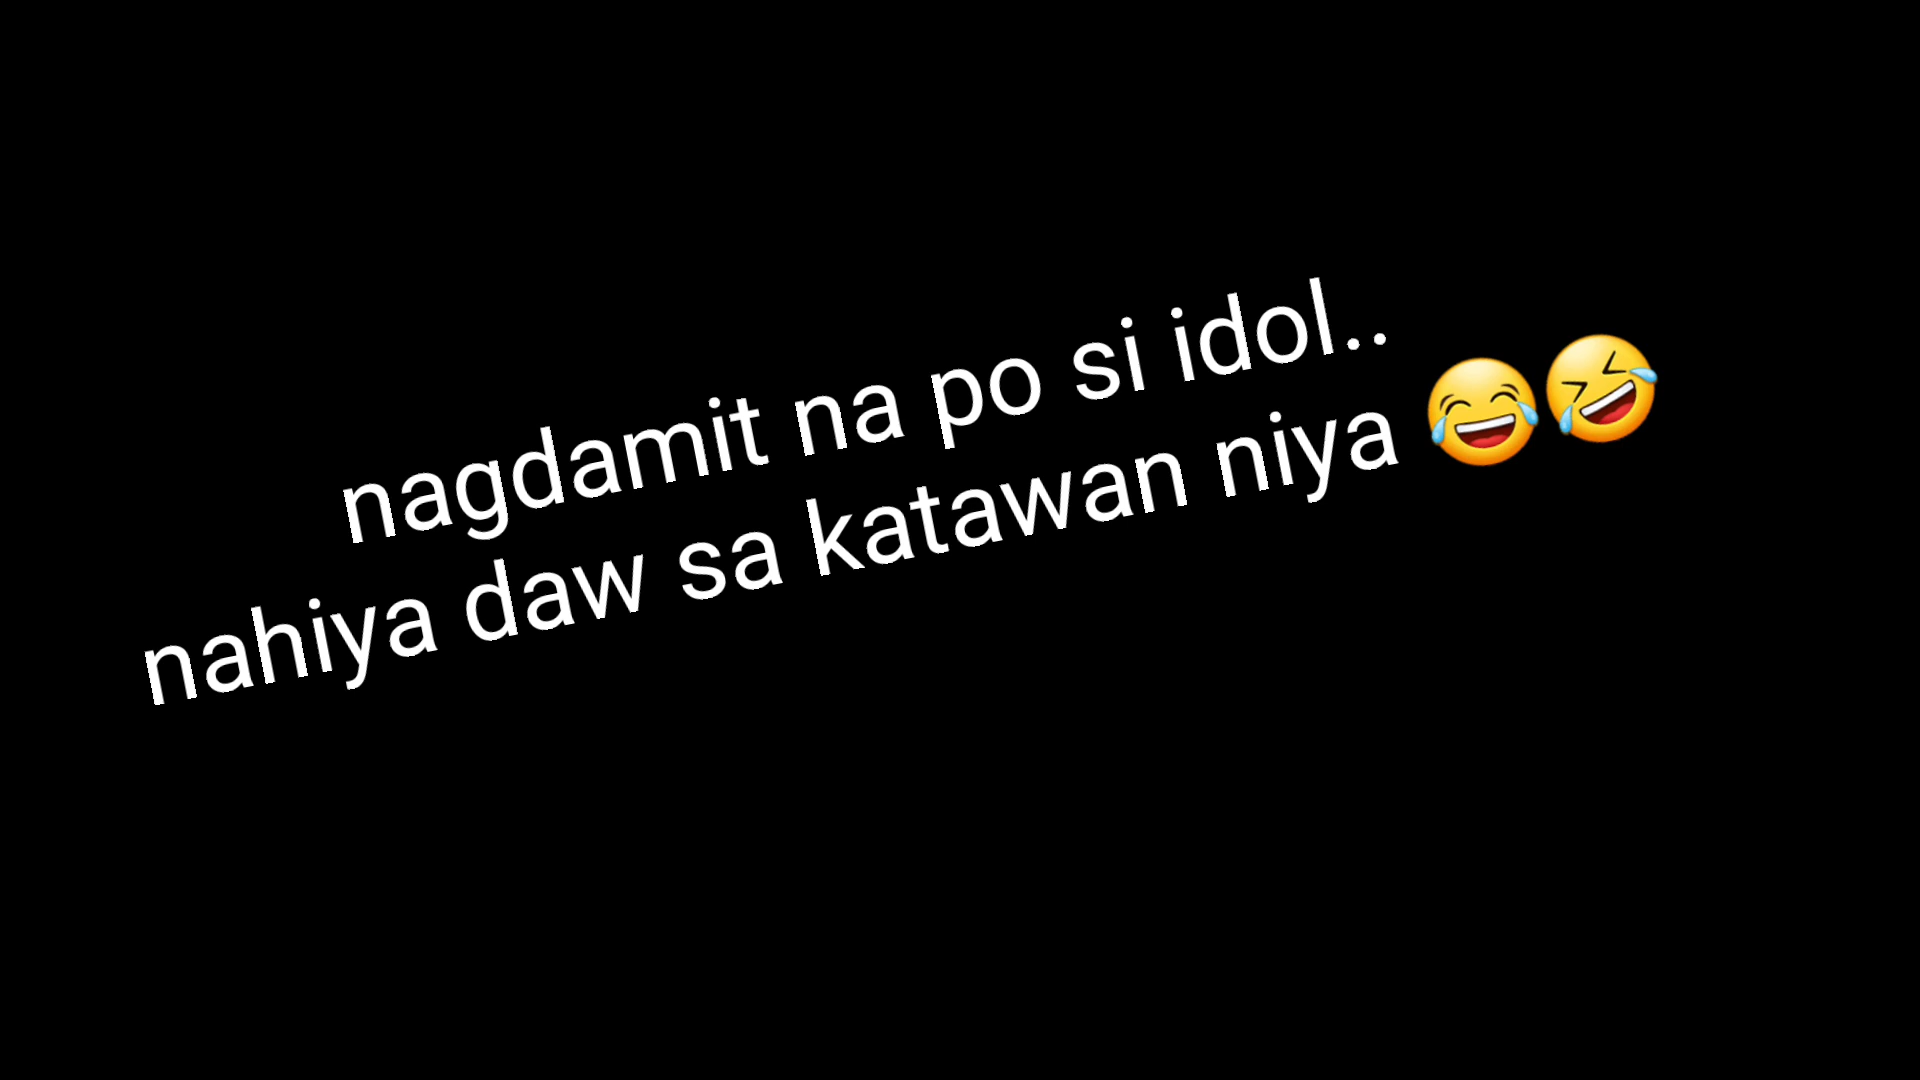 nagdamit na po si idol..
nahiya daw sa katawan niya 😂🤣